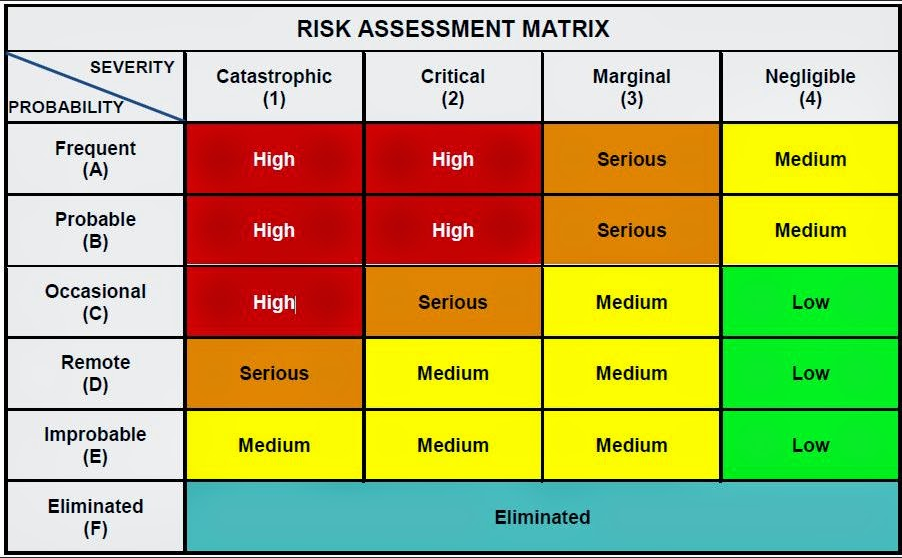 RISK ASSESSMENT MATRIX
SEVERITY
PROBABILITY
Catastrophic
(1)
Critical
(2)
Marginal
(3)
Negligible
(4)
Frequent
(A)
High
High
Serious
Medium
Probable
(B)
High
High
Serious
Medium
Occasional
(C)
High
Serious
Medium
Low
Remote
(D)
Serious
Medium
Medium
Low
Improbable
(E)
Medium
Medium
Medium
Low
Eliminated
(F)
Eliminated